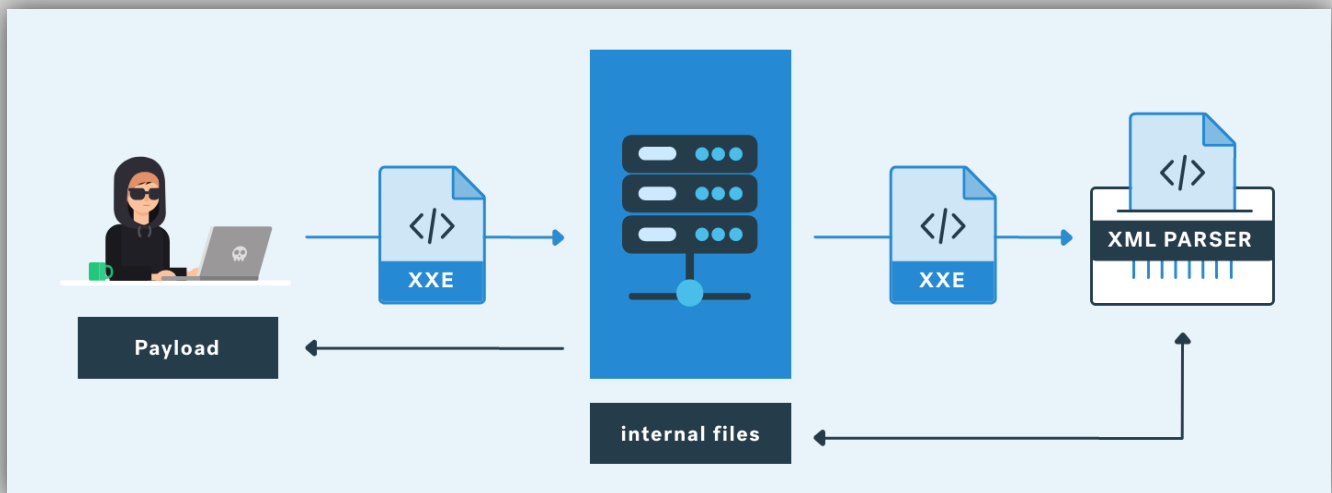 XXE
XXE
XML PARSER
Payload
internal files